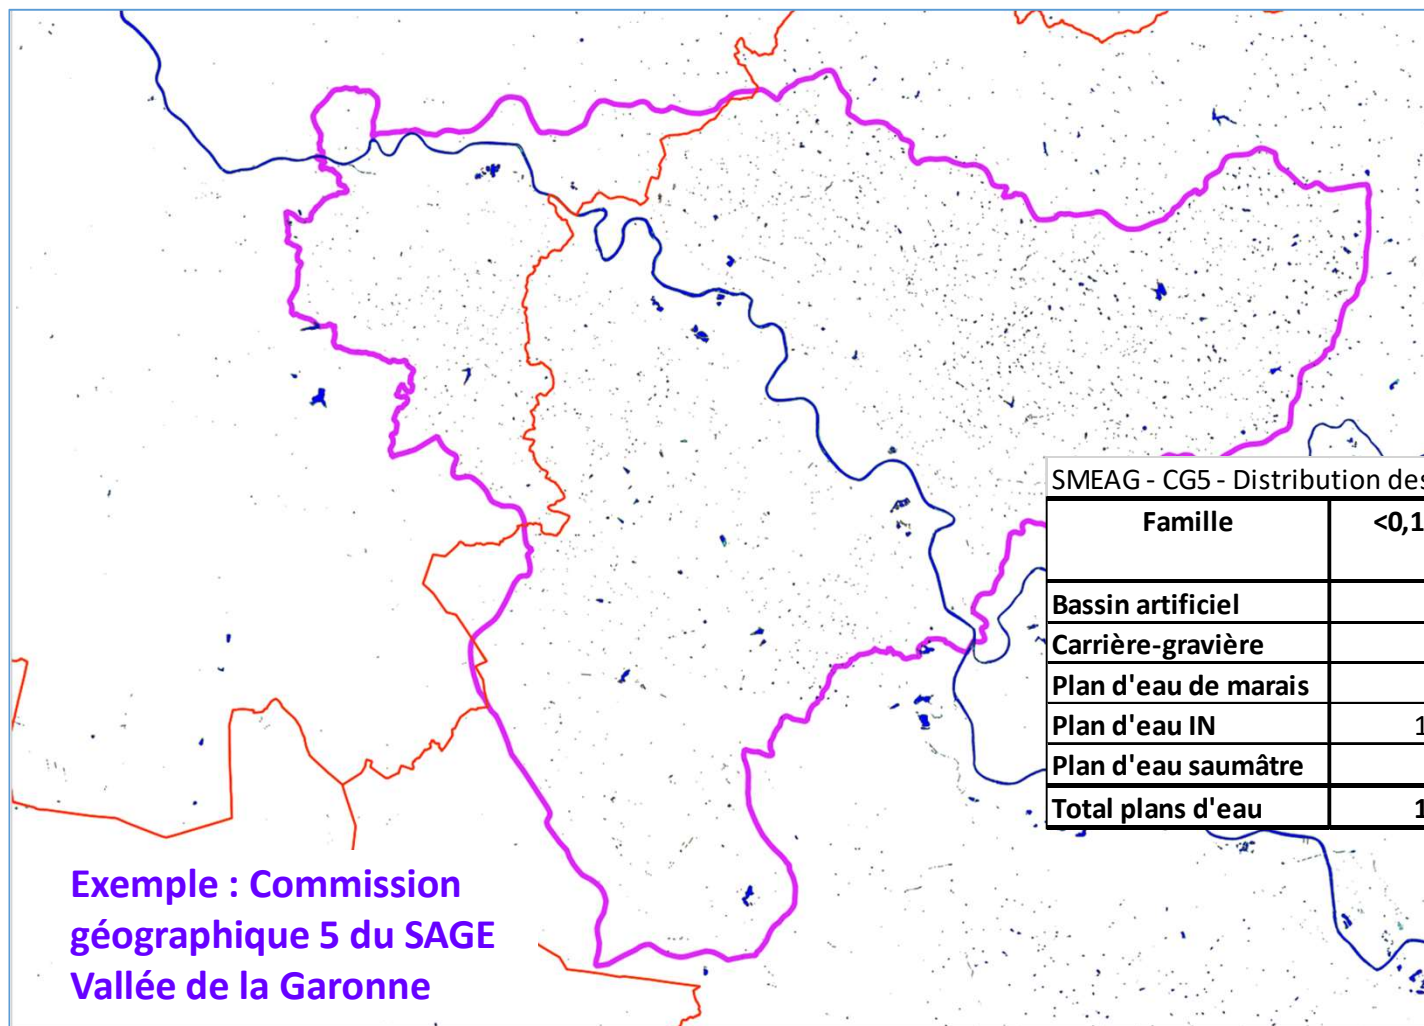 SMEAG - CG5 - Distribution des
Famille <0,1
Bassin artificiel
Carrière-gravière
Plan d'eau de marais
Plan d'eau IN 1
Plan d'eau saumâtre
Total plans d'eau 1
Exemple : Commission
géographique 5 du SAGE
Vallée de la Garonne